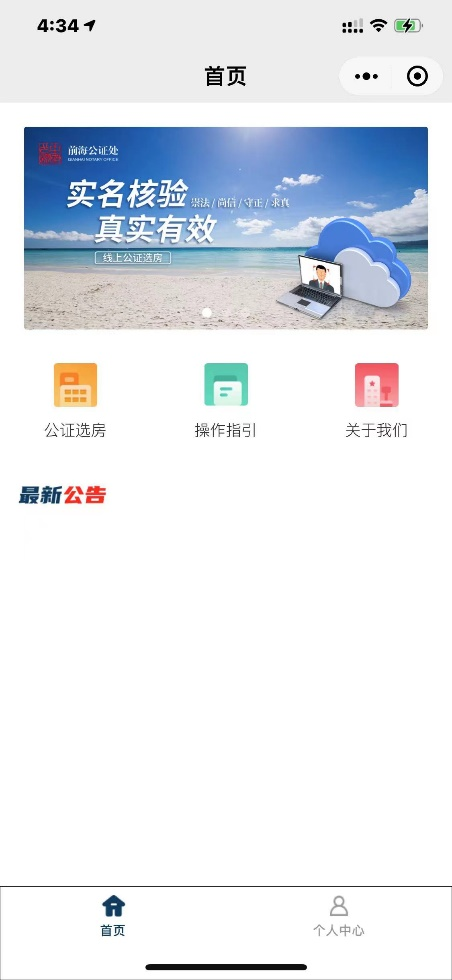 4:34
首页
前海公证处
QIANHAI NOTARY OFFICE
实名核验
崇法 / 尚信 / 守正 / 求真
真实有效
线上公证选房
公证选房
操作指引
关于我们
最新公告
首页
个人中心